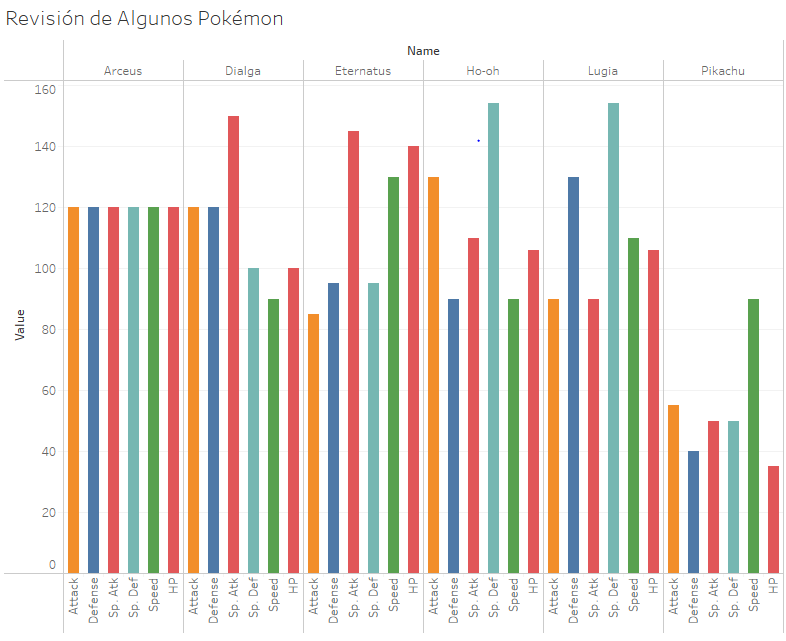 Revisión de Algunos Pokémon
Name
Arceus Dialga Eternatus Ho-oh Lugia Pikachu
160
140
120
100
80
60
40
20
0
Value
Attack Defense Sp. Atk Sp. Def Speed HP Attack Defense Sp. Atk Sp. Def Speed HP Attack Defense Sp. Atk Sp. Def Speed HP Attack Defense Sp. Atk Sp. Def Speed HP Attack Defense Sp. Atk Sp. Def Speed HP Attack Defense Sp. Atk Sp. Def Speed HP